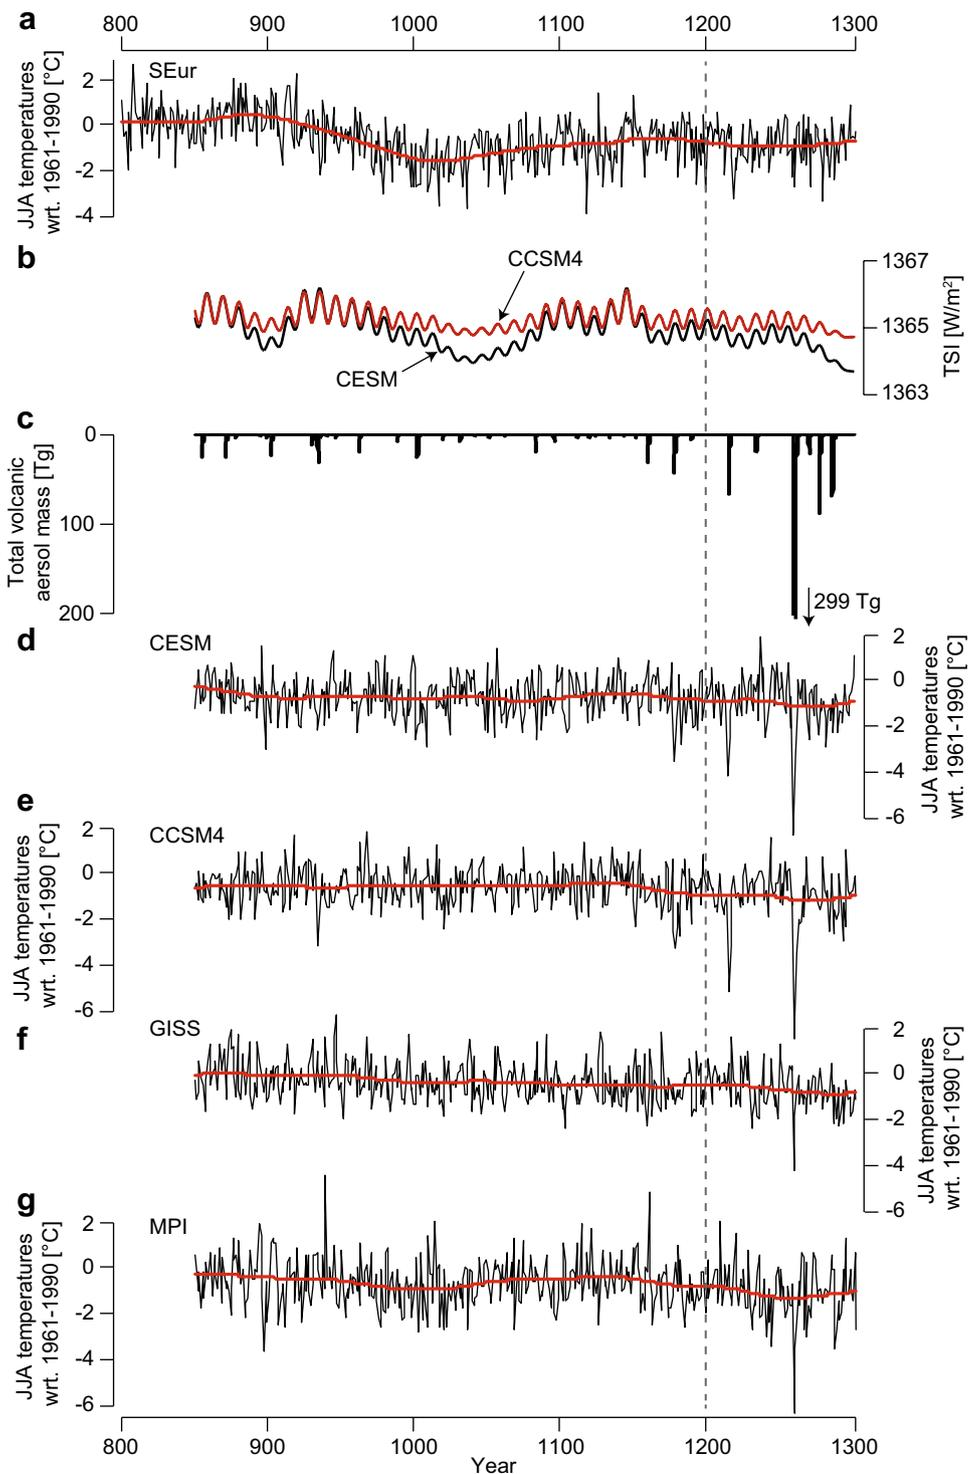 a
800 900 1000 1100 1200 1300
JJA temperatures
wrt. 1961-1990 [°C]
2
0
-2
-4
SEur
b
CCSM4
CESM
1367
1365
1363
TSI [W/m²]
c
Total volcanic
aersol mass [Tg]
0
100
200
299 Tg
d
CESM
2
0
-2
-4
-6
JJA temperatures
wrt. 1961-1990 [°C]
e
CCSM4
JJA temperatures
wrt. 1961-1990 [°C]
2
0
-2
-4
-6
f
GISS
2
0
-2
-4
-6
JJA temperatures
wrt. 1961-1990 [°C]
g
MPI
JJA temperatures
wrt. 1961-1990 [°C]
2
0
-2
-4
-6
800 900 1000 1100 1200 1300
Year